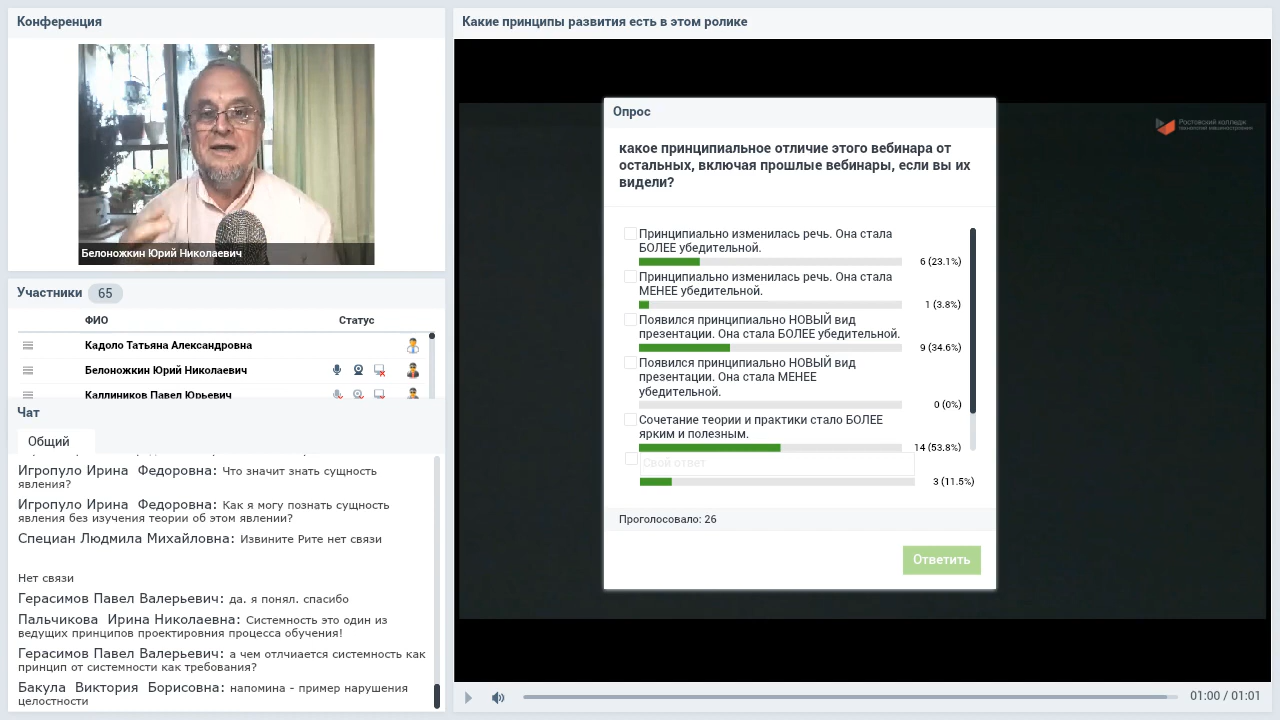 Конференция
Белоножкин Юрий Николаевич
Участники 65
ФИО Статус
Кадоло Татьяна Александровна
Белоножкин Юрий Николаевич
Каллиников Павел Юрьевич
Чат
Общий
Игропуло Ирина Федоровна: Что значит знать сущность
явления?
Игропуло Ирина Федоровна: Как я могу познать сущность
явления без изучения теории об этом явлении?
Специан Людмила Михайловна: Извините Рите нет связи
Нет связи
Герасимов Павел Валерьевич: да. я понял. спасибо
Пальчикова Ирина Николаевна: Системность это один из
ведущих принципов проектировния процесса обучения!
Герасимов Павел Валерьевич: а чем отлчиается системность как
принцип от системности как требования?
Бакула Виктория Борисовна: напомина - пример нарушения
целостности
Какие принципы развития есть в этом ролике
Ростовский колледж
технологий машиностроения
Опрос
какое принципиальное отличие этого вебинара от
остальных, включая прошлые вебинары, если вы их
видели?
Принципиально изменилась речь. Она стала
БОЛЕЕ убедительной.
6 (23.1%)
Принципиально изменилась речь. Она стала
МЕНЕЕ убедительной.
1 (3.8%)
Появился принципиально НОВЫЙ вид
презентации. Она стала БОЛЕЕ убедительной.
9 (34.6%)
Появился принципиально НОВЫЙ вид
презентации. Она стала МЕНЕЕ
убедительной.
0 (0%)
Сочетание теории и практики стало БОЛЕЕ
ярким и полезным.
14 (53.8%)
Свой ответ
3 (11.5%)
Проголосовало: 26
Ответить
01:00 / 01:01